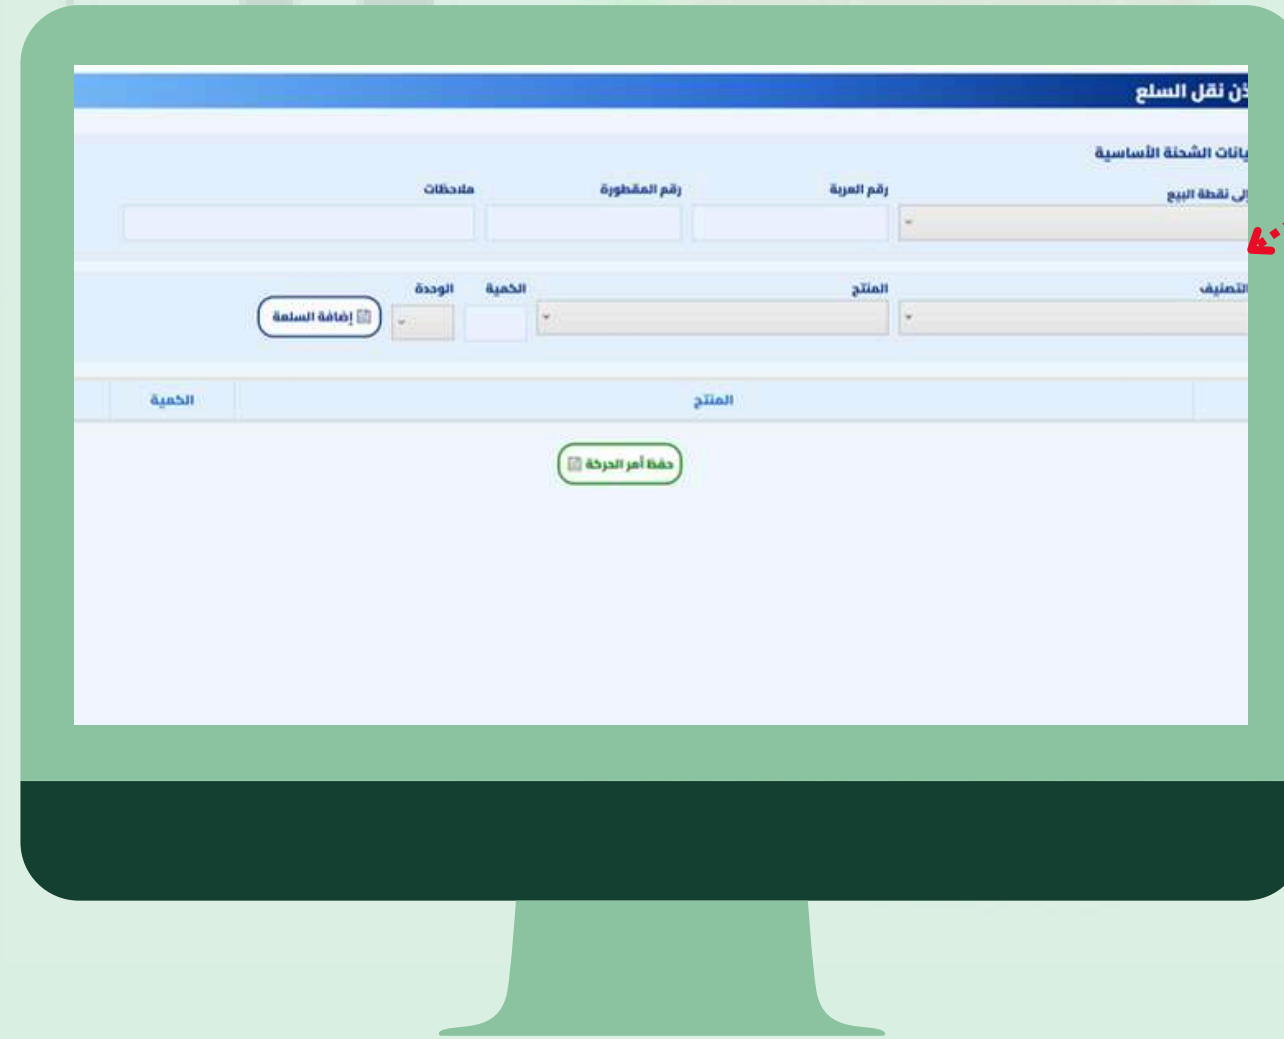 ذن نقل السلع
يانات الشحنة الأساسية
إلى نقطة البيع رقم العربة رقم المقطورة ملاحظات
التصنيف المنتج الكمية الوحدة
إضافة السلعة
المنتج الكمية
حفظ أمر الحركة